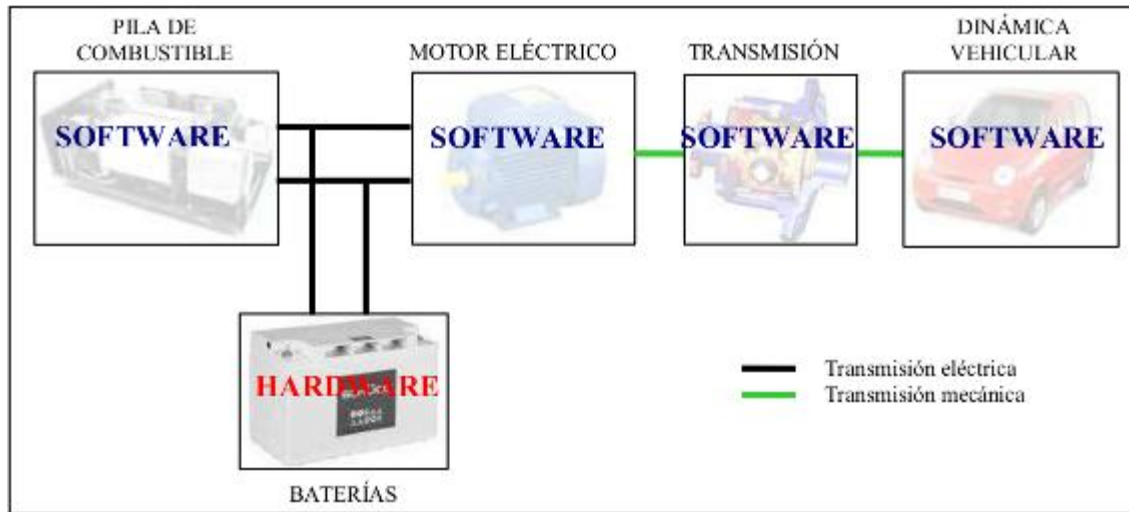 PILA DE
COMBUSTIBLE
MOTOR ELÉCTRICO
TRANSMISIÓN
DINÁMICA
VEHICULAR
SOFTWARE
SOFTWARE
SOFTWARE
SOFTWARE
HARDWARE
BATERÍAS
Transmisión eléctrica
Transmisión mecánica